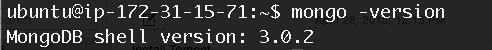 ubuntu@ip-172-31-15-71:~$ mongo -version
MongoDB shell version: 3.0.2